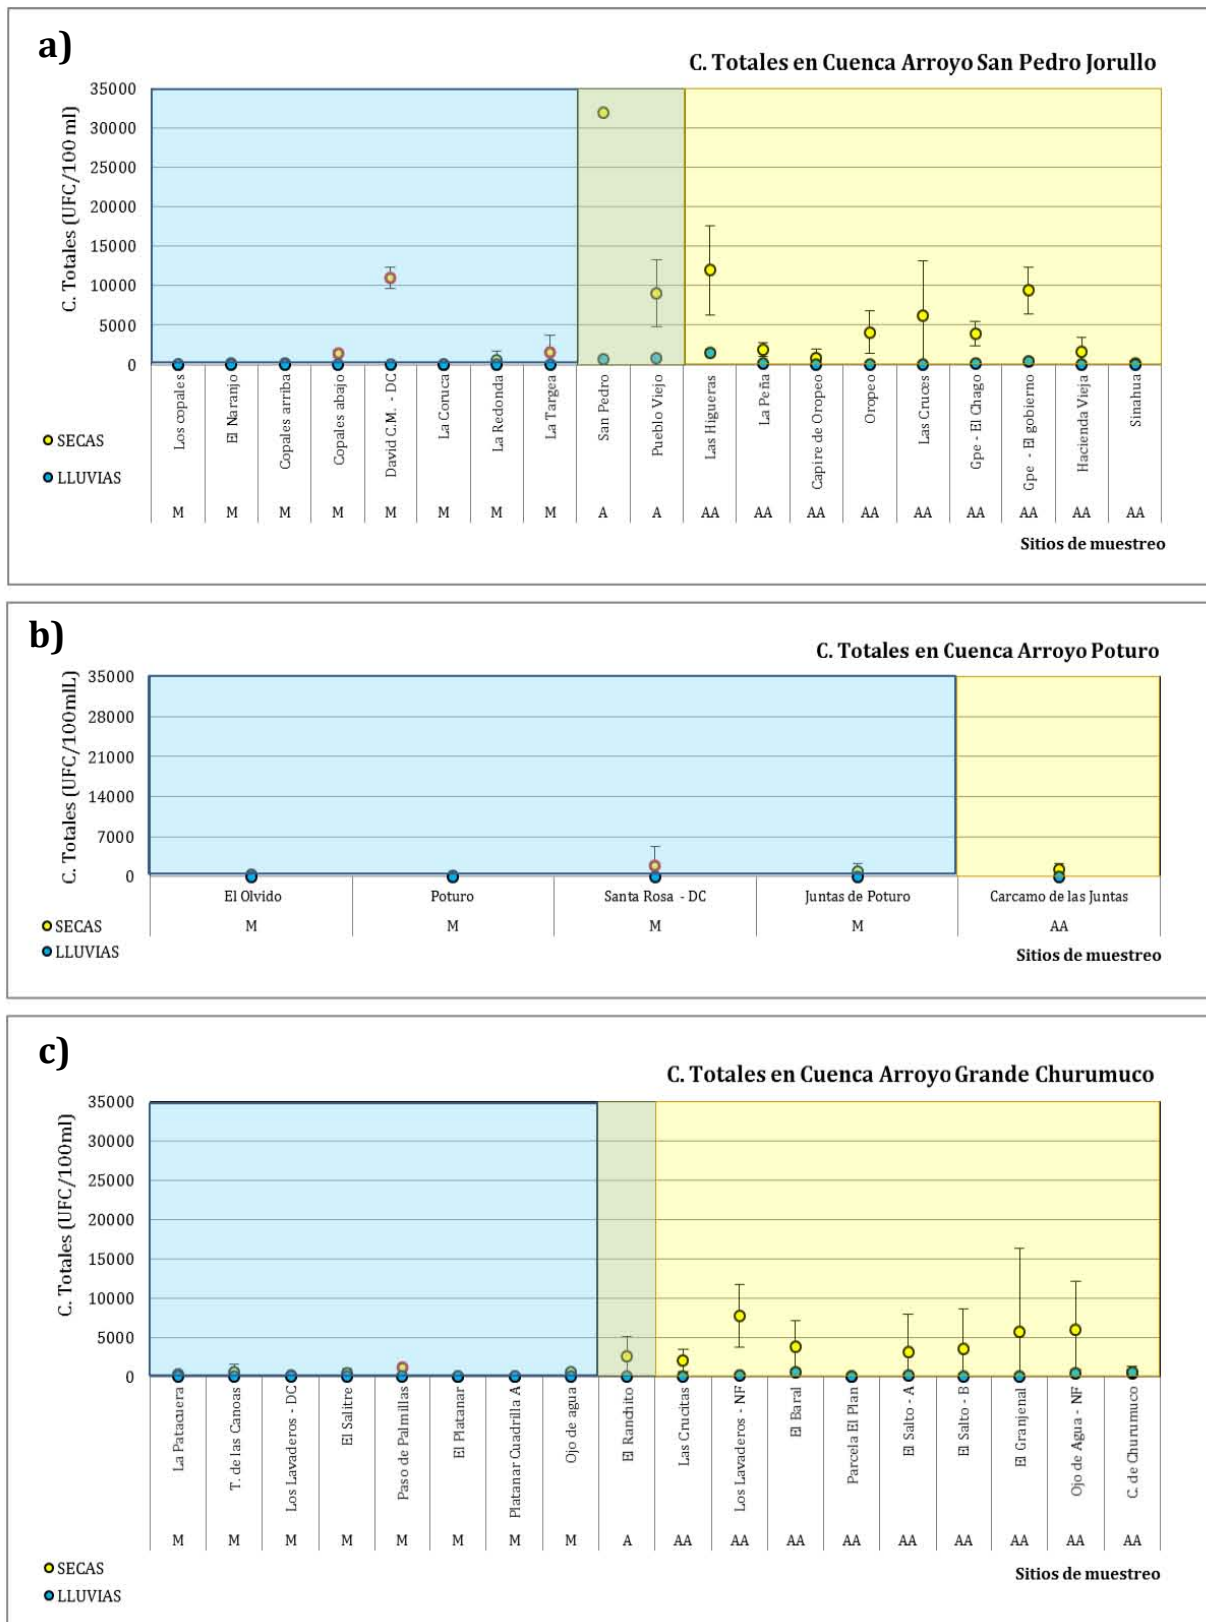 a)
C. Totales en Cuenca Arroyo San Pedro Jorullo
C. Totales (UFC/100 ml)
35000
30000
25000
20000
15000
10000
5000
0
Los copales
El Naranjo
Copales arriba
Copales abajo
David C.M. - DC
La Coruca
La Redonda
La Targea
San Pedro
Pueblo Viejo
Las Higueras
La Peña
Capire de Oropeo
Oropeo
Las Cruces
Gpe - El Chago
Gpe - El gobierno
Hacienda Vieja
Sinahua
SECAS
LLUVIAS
M M M M M M M M A A AA AA AA AA AA AA AA AA AA
Sitios de muestreo
b)
C. Totales en Cuenca Arroyo Poturo
C. Totales (UFC/100mlL)
35000
28000
21000
14000
7000
0
El Olvido Poturo Santa Rosa - DC Juntas de Poturo Carcamo de las Juntas
SECAS
M M M M AA
LLUVIAS
Sitios de muestreo
c)
C. Totales en Cuenca Arroyo Grande Churumuco
C. Totales (UFC/100ml)
35000
30000
25000
20000
15000
10000
5000
0
La Patacuera
T. de las Canoas
Los Lavaderos - DC
El Salitre
Paso de Palmillas
El Platanar
Platanar Cuadrilla A
Ojo de agua
El Ranchito
Las Crucitas
Los Lavaderos - NF
El Baral
Parcela El Plan
El Salto - A
El Salto - B
El Granjenal
Ojo de Agua - NF
C. de Churumuco
M M M M M M M M A AA AA AA AA AA AA AA AA AA
SECAS
LLUVIAS
Sitios de muestreo